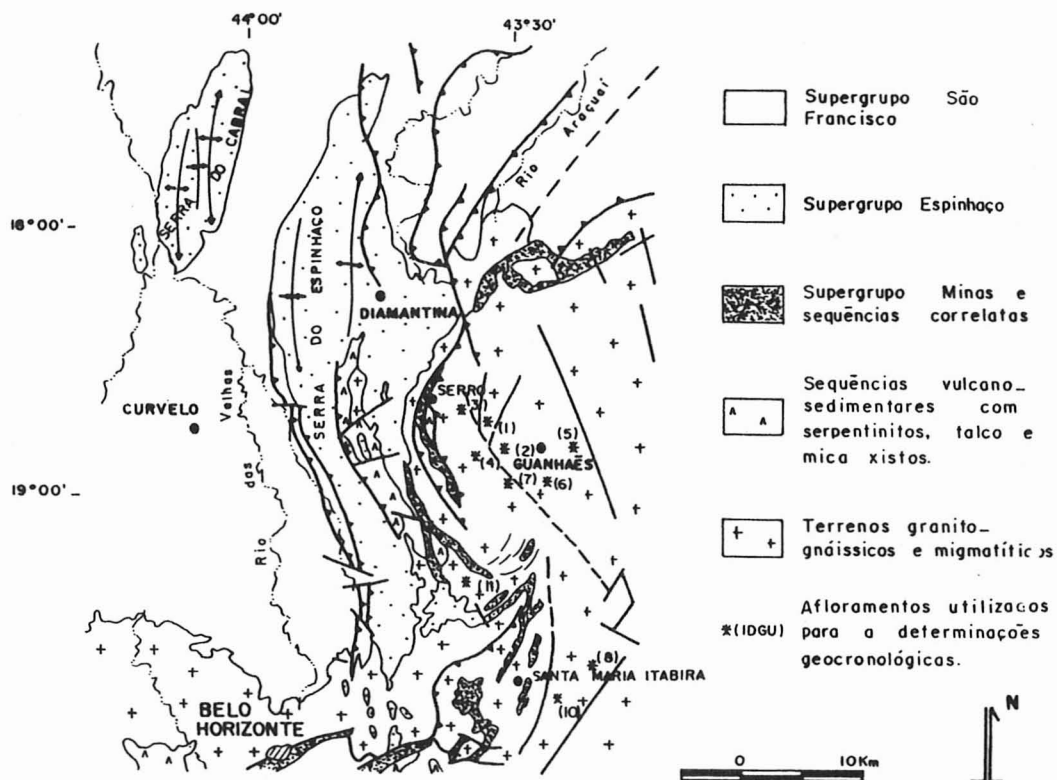 44°00'
43°30'
18°00'
19°00'
SERRA DO CABRAL
SERRA DO ESPINHAÇO
Rio Araçuaí
DIAMANTINA
CURVELO
Rio das Velhas
SERRO
(3)
(1)
(2)
(5)
(4)
GUANHAËS
(7)
(6)
(11)
(8)
SANTA MARIA ITABIRA
(10)
BELO
HORIZONTE
Supergrupo São
Francisco
Supergrupo Espinhaço
Supergrupo Minas e
sequências correlatas
Sequências vulcano-
sedimentares com
serpentinitos, talco e
mica xistos.
Terrenos granito-
gnáissicos e migmatíticos
Afloramentos utilizacos
*(IDGU) para a determinações
geocronológicas.
N
0 10Km